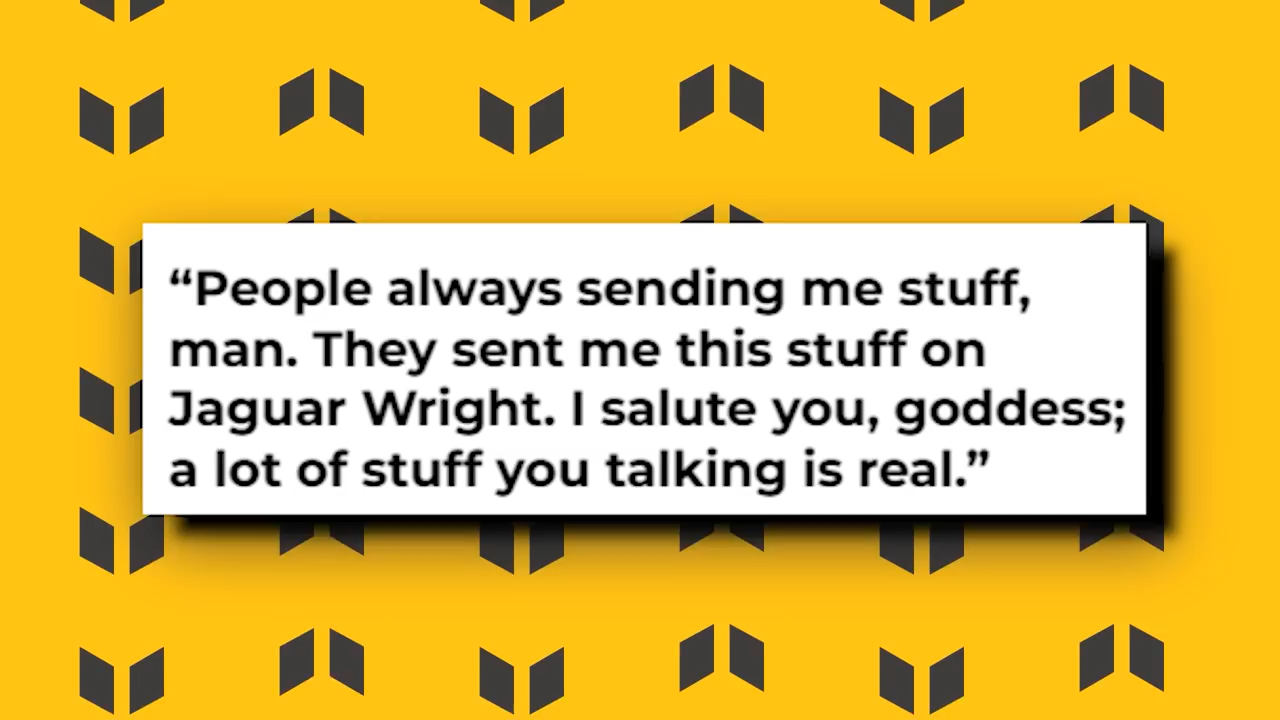 “People always sending me stuff,
man. They sent me this stuff on
Jaguar Wright. I salute you, goddess;
a lot of stuff you talking is real.”